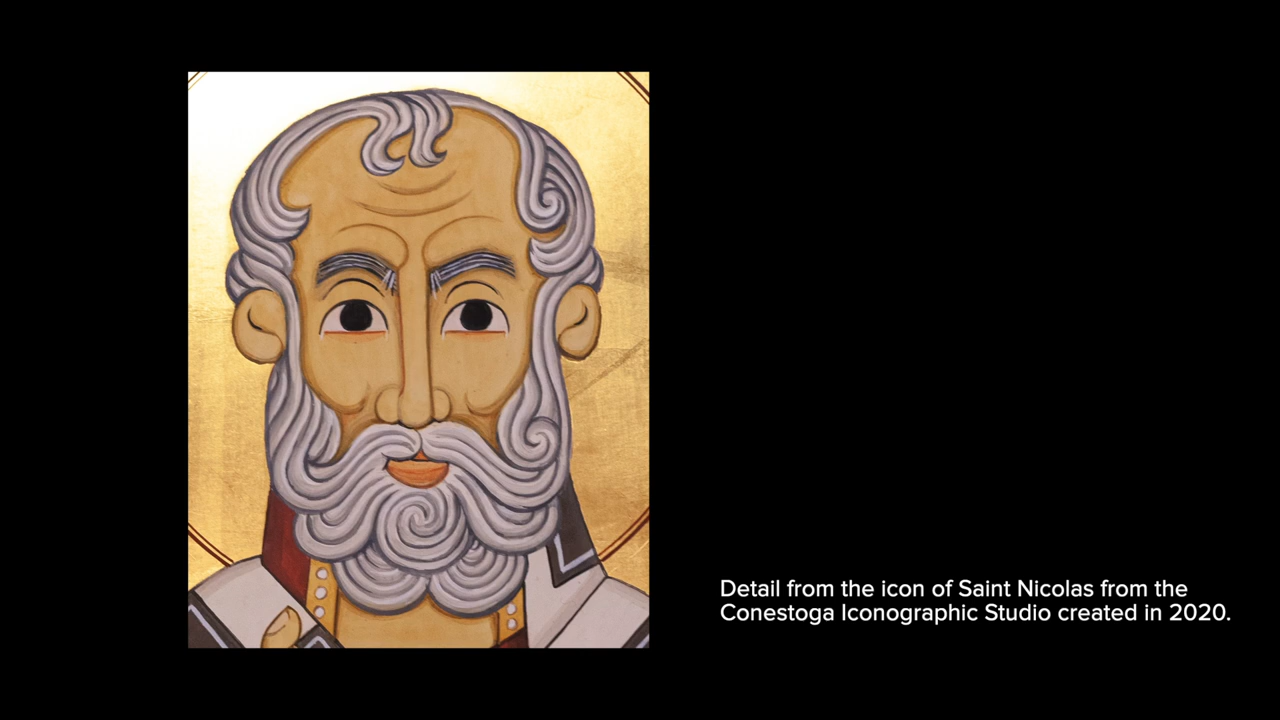 Detail from the icon of Saint Nicolas from the
Conestoga Iconographic Studio created in 2020.